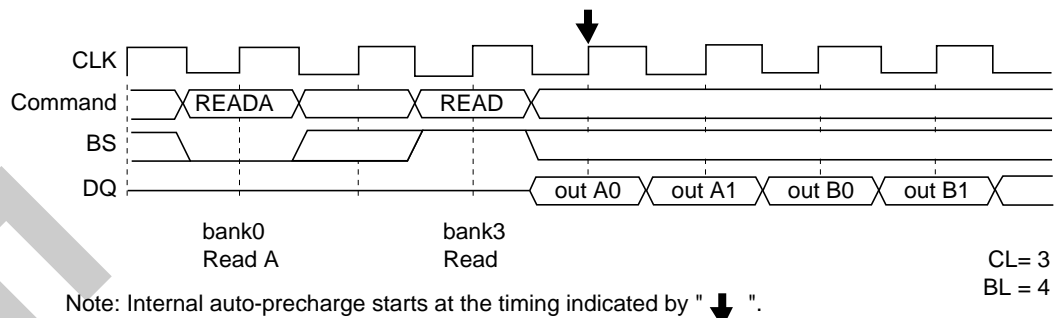 CLK
Command READA READ
BS
DQ out A0 out A1 out B0 out B1
bank0 bank3
Read A Read CL= 3
BL = 4
Note: Internal auto-precharge starts at the timing indicated by " ".